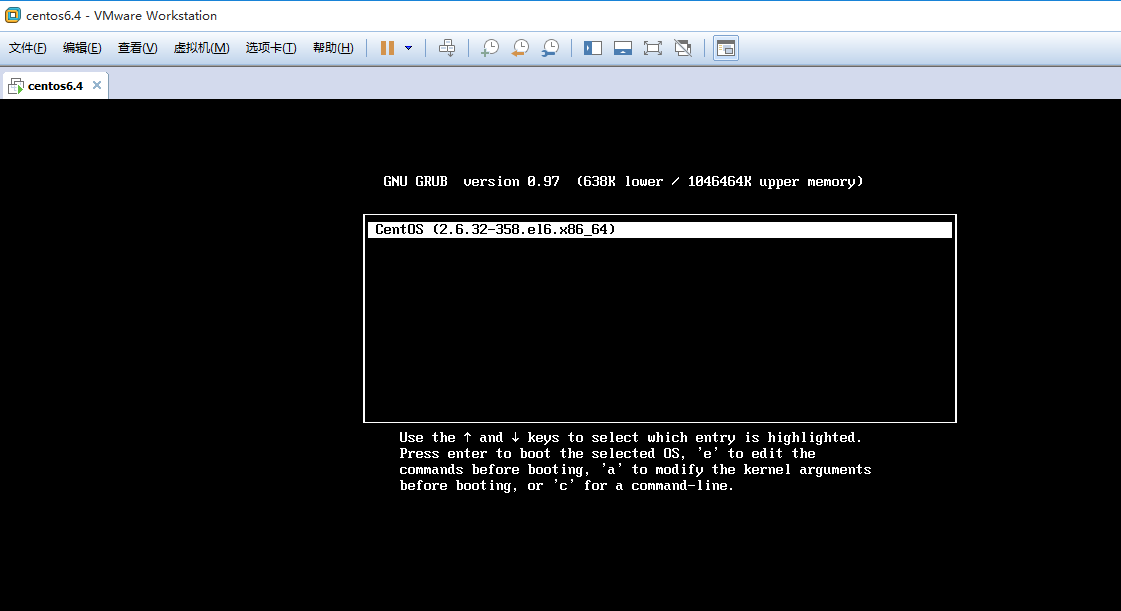 centos6.4 - VMware Workstation
文件(F) 编辑(E) 查看(V) 虚拟机(M) 选项卡(T) 帮助(H)
centos6.4
GNU GRUB version 0.97 (638K lower / 1046464K upper memory)
CentOS (2.6.32-358.el6.x86_64)
Use the ↑ and ↓ keys to select which entry is highlighted.
Press enter to boot the selected OS, 'e' to edit the
commands before booting, 'a' to modify the kernel arguments
before booting, or 'c' for a command-line.